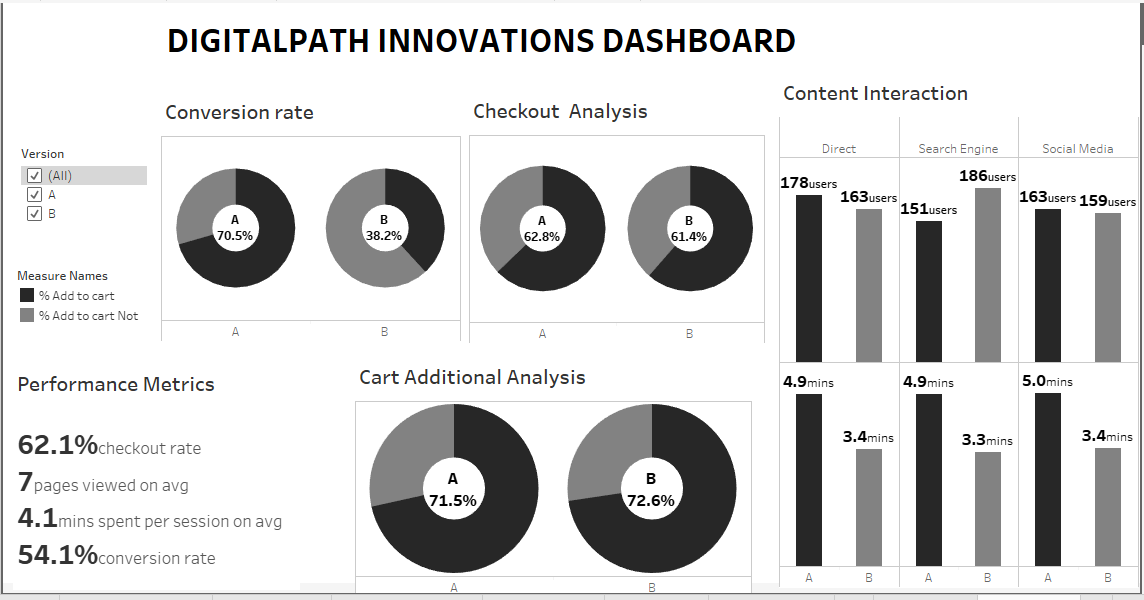 DIGITALPATH INNOVATIONS DASHBOARD
Version
(All)
A
B
Measure Names
% Add to cart
% Add to cart Not
Conversion rate
A
70.5%
B
38.2%
A
B
Checkout Analysis
A
62.8%
B
61.4%
A
B
Content Interaction
Direct
Search Engine
Social Media
178users
163users
151users
186users
163users
159users
4.9mins
3.4mins
4.9mins
3.3mins
5.0mins
3.4mins
A
B
A
B
A
B
Performance Metrics
62.1%checkout rate
7pages viewed on avg
4.1mins spent per session on avg
54.1%conversion rate
Cart Additional Analysis
A
71.5%
B
72.6%
A
B